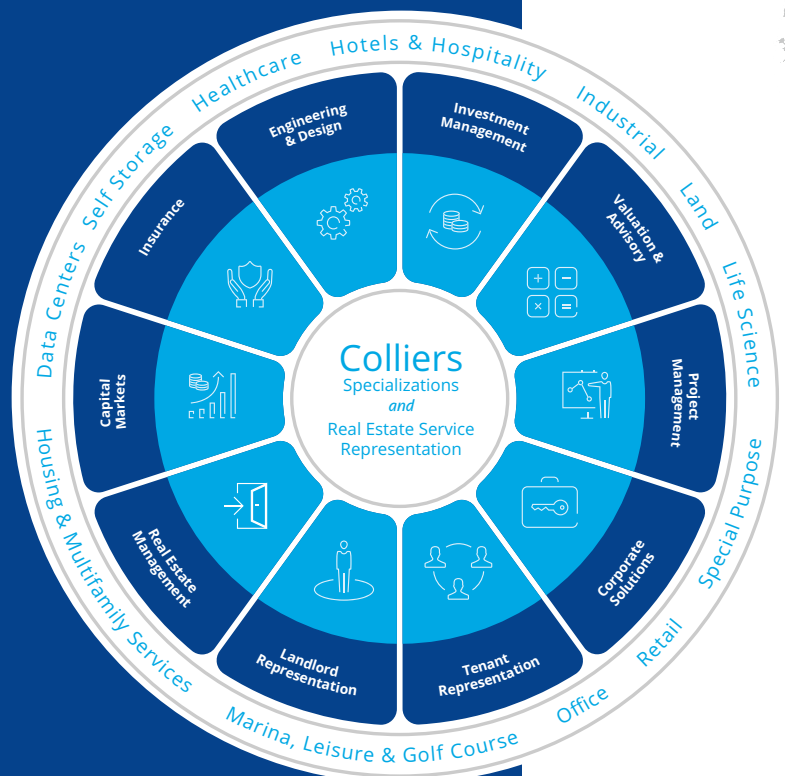 Hotels & Hospitality
Industrial
Land
Life Science
Special Purpose
Retail
Office
Marina, Leisure & Golf Course
Housing & Multifamily Services
Data Centers
Self Storage
Healthcare
Investment
Management
Valuation &
Advisory
Project
Management
Corporate
Solutions
Tenant
Representation
Landlord
Representation
Real Estate
Management
Capital
Markets
Insurance
Engineering
& Design
Colliers
Specializations
and
Real Estate Service
Representation